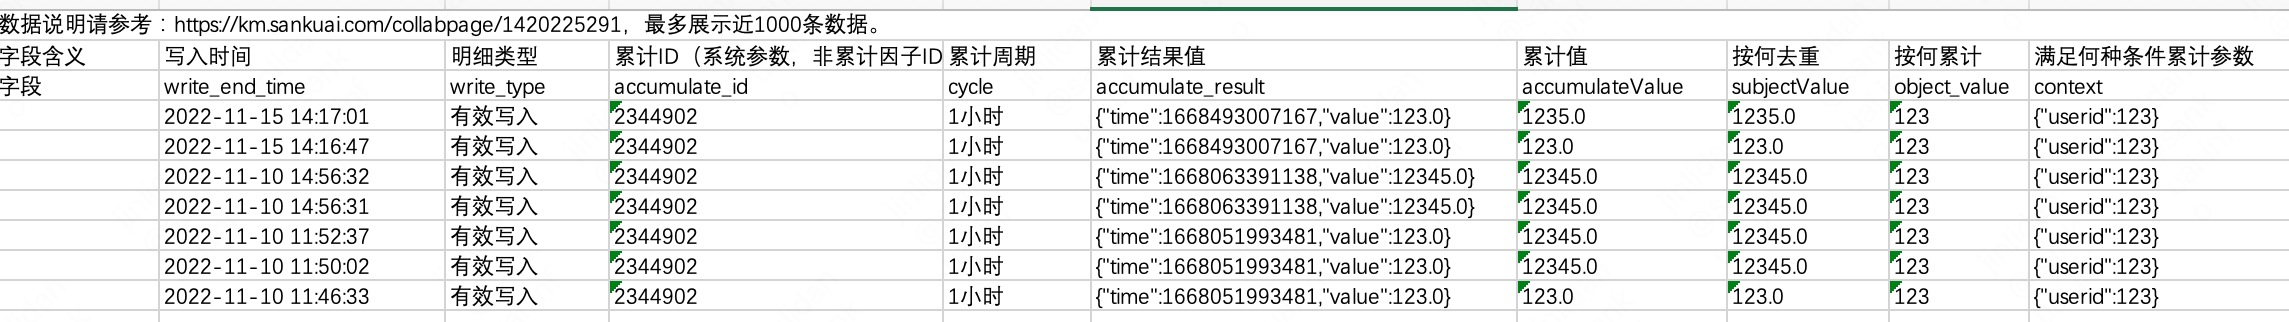 数据说明请参考：https://km.sankuai.com/collabpage/1420225291，最多展示近1000条数据。
字段含义 写入时间 明细类型 累计ID（系统参数，非累计因子ID 累计周期 累计结果值 累计值 按何去重 按何累计 满足何种条件累计参数
字段 write_end_time write_type accumulate_id cycle accumulate_result accumulateValue subjectValue object_value context
2022-11-15 14:17:01 有效写入 2344902 1小时 {"time":1668493007167,"value":123.0} 1235.0 1235.0 123 {"userid":123}
2022-11-15 14:16:47 有效写入 2344902 1小时 {"time":1668493007167,"value":123.0} 123.0 123.0 123 {"userid":123}
2022-11-10 14:56:32 有效写入 2344902 1小时 {"time":1668063391138,"value":12345.0} 12345.0 12345.0 123 {"userid":123}
2022-11-10 14:56:31 有效写入 2344902 1小时 {"time":1668063391138,"value":12345.0} 12345.0 12345.0 123 {"userid":123}
2022-11-10 11:52:37 有效写入 2344902 1小时 {"time":1668051993481,"value":123.0} 12345.0 12345.0 123 {"userid":123}
2022-11-10 11:50:02 有效写入 2344902 1小时 {"time":1668051993481,"value":123.0} 12345.0 12345.0 123 {"userid":123}
2022-11-10 11:46:33 有效写入 2344902 1小时 {"time":1668051993481,"value":123.0} 123.0 123.0 123 {"userid":123}